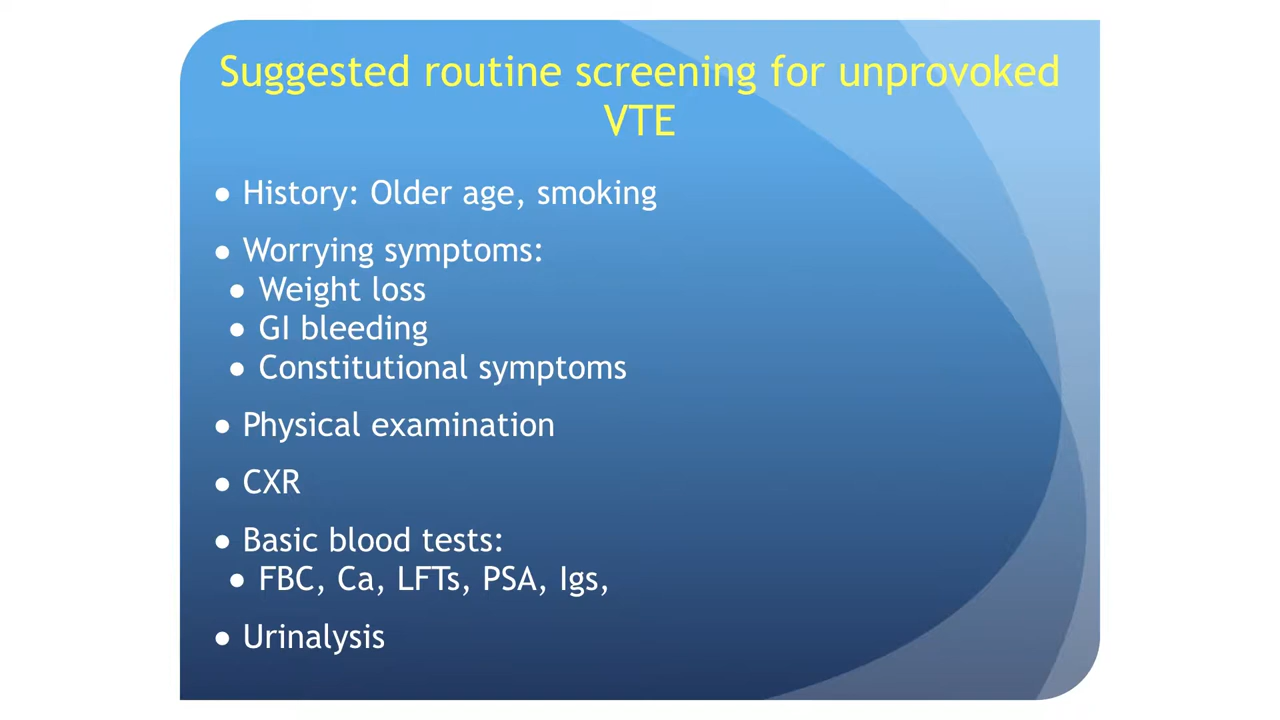 Suggested routine screening for unprovoked
VTE
● History: Older age, smoking
● Worrying symptoms:
● Weight loss
● GI bleeding
● Constitutional symptoms
● Physical examination
● CXR
● Basic blood tests:
● FBC, Ca, LFTs, PSA, Igs,
● Urinalysis